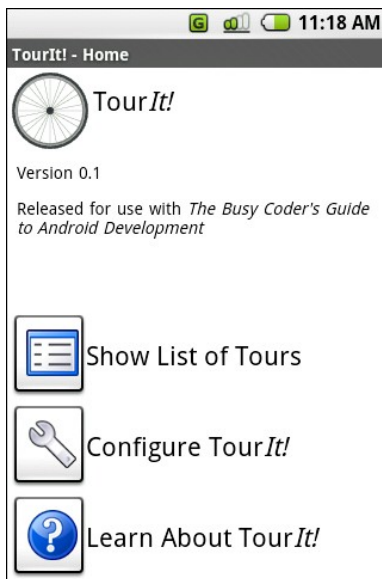 G 11:18 AM
TourIt! - Home
TourIt!
Version 0.1
Released for use with The Busy Coder's Guide
to Android Development
Show List of Tours
Configure TourIt!
? Learn About TourIt!